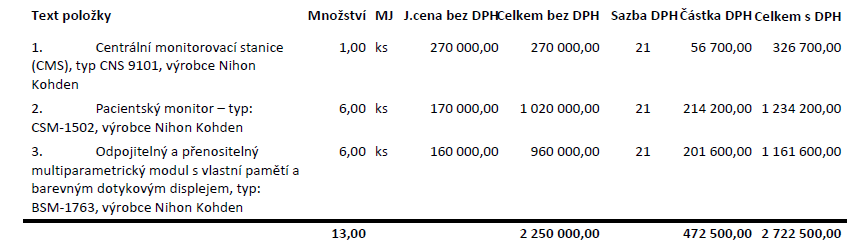 Text položky Množství MJ J.cena bez DPH Celkem bez DPH Sazba DPH Částka DPH Celkem s DPH
1. Centrální monitorovací stanice 1,00 ks 270 000,00 270 000,00 21 56 700,00 326 700,00
(CMS), typ CNS 9101, výrobce Nihon
Kohden
2. Pacientský monitor – typ: 6,00 ks 170 000,00 1 020 000,00 21 214 200,00 1 234 200,00
CSM-1502, výrobce Nihon Kohden
3. Odpojitelný a přenositelný 6,00 ks 160 000,00 960 000,00 21 201 600,00 1 161 600,00
multiparametrický modul s vlastní pamětí a
barevným dotykovým displejem, typ:
BSM-1763, výrobce Nihon Kohden
13,00 2 250 000,00 472 500,00 2 722 500,00